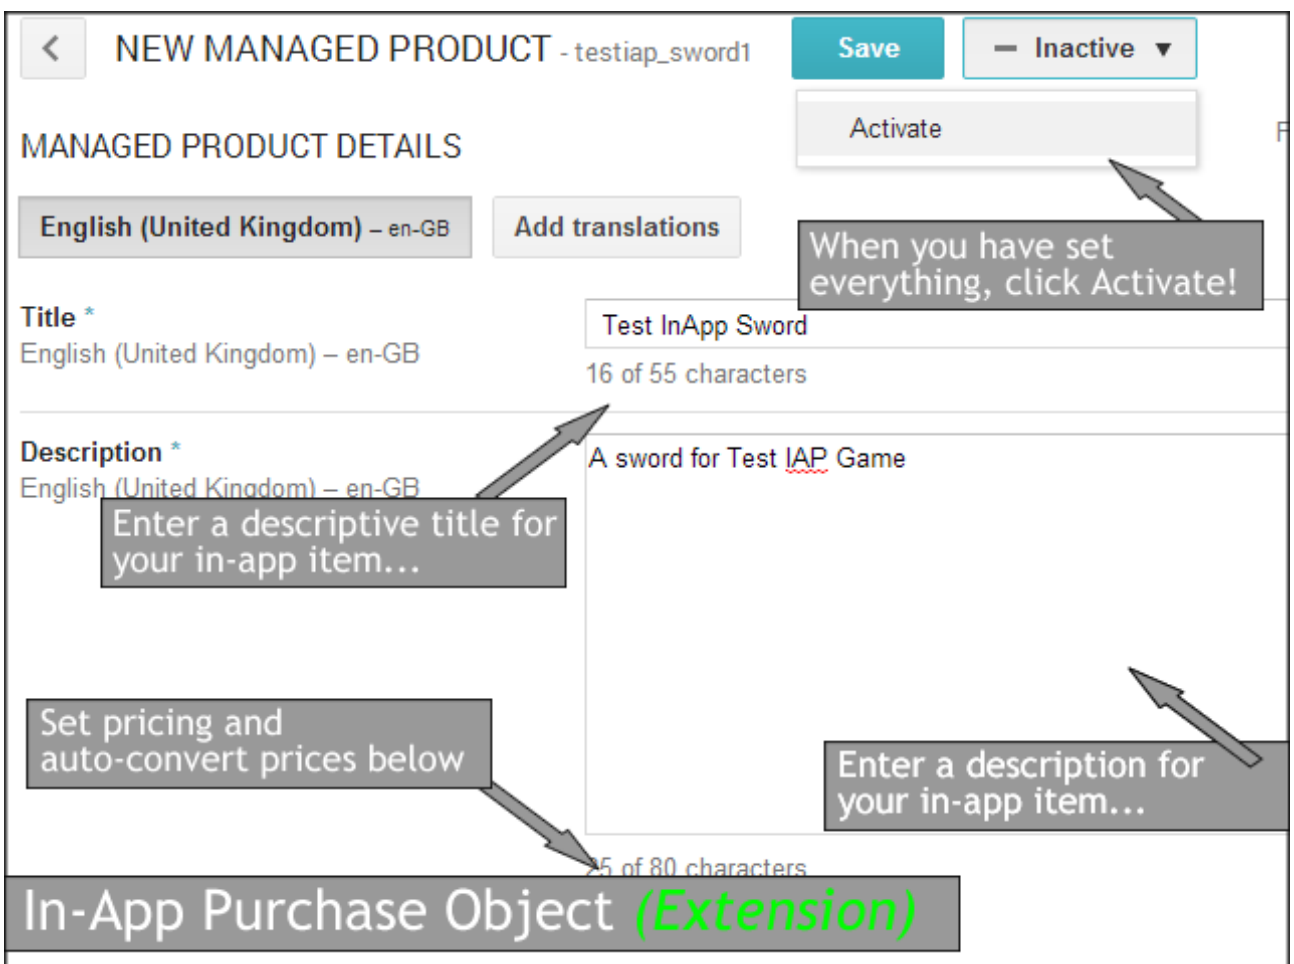 NEW MANAGED PRODUCT - testiap_sword1
Save
Inactive
Activate
MANAGED PRODUCT DETAILS
English (United Kingdom) – en-GB
Add translations
When you have set
everything, click Activate!
Title *
English (United Kingdom) – en-GB
Test InApp Sword
16 of 55 characters
Description *
English (United Kingdom) – en-GB
A sword for Test IAP Game
Enter a descriptive title for
your in-app item...
Set pricing and
auto-convert prices below
Enter a description for
your in-app item...
25 of 80 characters
In-App Purchase Object (Extension)